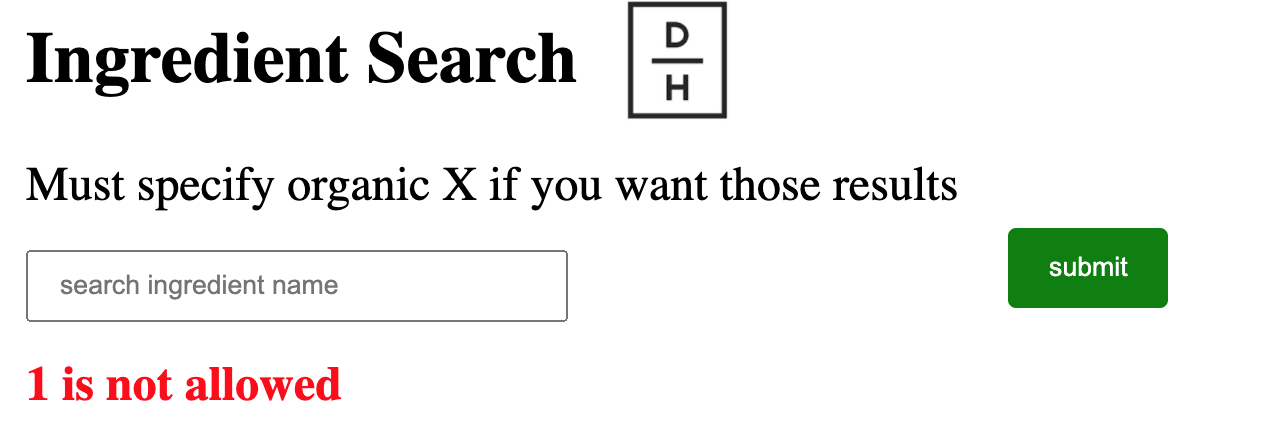 Ingredient Search
D
H
Must specify organic X if you want those results
search ingredient name
submit
1 is not allowed